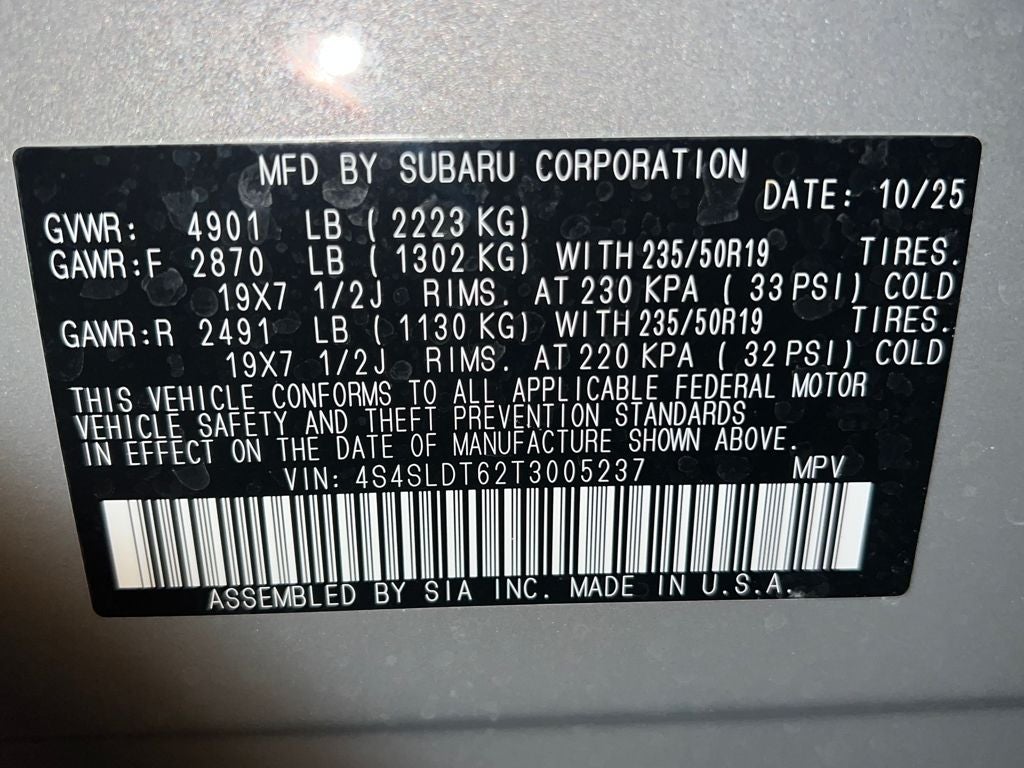 MFD BY SUBARU CORPORATION
DATE: 10/25
GVWR: 4901 LB ( 2223 KG)
GAWR:F 2870 LB ( 1302 KG) WITH 235/50R19 TIRES.
19X7 1/2J RIMS. AT 230 KPA ( 33 PSI) COLD
GAWR:R 2491 LB ( 1130 KG) WITH 235/50R19 TIRES.
19X7 1/2J RIMS. AT 220 KPA ( 32 PSI) COLD
THIS VEHICLE CONFORMS TO ALL APPLICABLE FEDERAL MOTOR
VEHICLE SAFETY AND THEFT PREVENTION STANDARDS
IN EFFECT ON THE DATE OF MANUFACTURE SHOWN ABOVE.
VIN: 4S4SLDT62T3005237 MPV
ASSEMBLED BY SIA INC. MADE IN U.S.A.